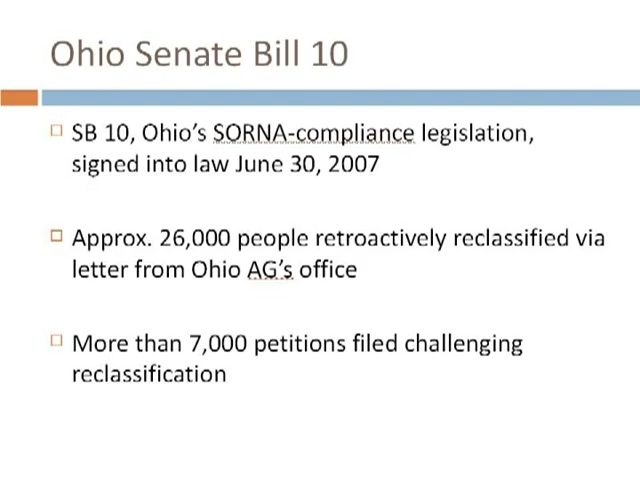 Ohio Senate Bill 10
SB 10, Ohio's SORNA-compliance legislation,
signed into law June 30, 2007
Approx. 26,000 people retroactively reclassified via
letter from Ohio AG's office
More than 7,000 petitions filed challenging
reclassification